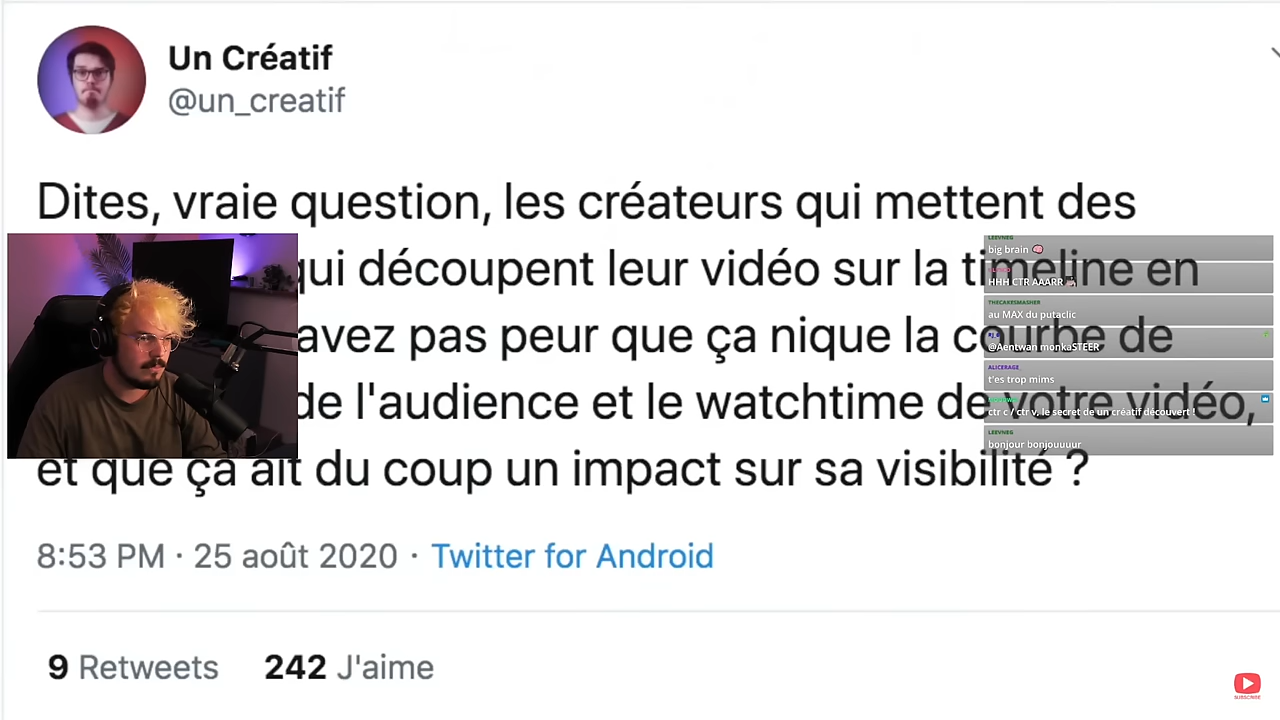 Un Créatif
@un_creatif
Dites, vraie question, les créateurs qui mettent des
qui découpent leur vidéo sur la timeline en
avez pas peur que ça nique la courbe de
de l'audience et le watchtime de votre vidéo,
et que ça ait du coup un impact sur sa visibilité ?
8:53 PM · 25 août 2020 · Twitter for Android
9 Retweets 242 J'aime
LEEVNEG
big brain
HHH CTR AAARR
THECAKESMASHER
au MAX du putaclic
@Aentwan monkaSTEER
ALICERAGE
t'es trop mims
ctr c / ctr v, le secret de un créatif découvert !
LEEVNEG
bonjour bonjouuuur
SUBSCRIBE